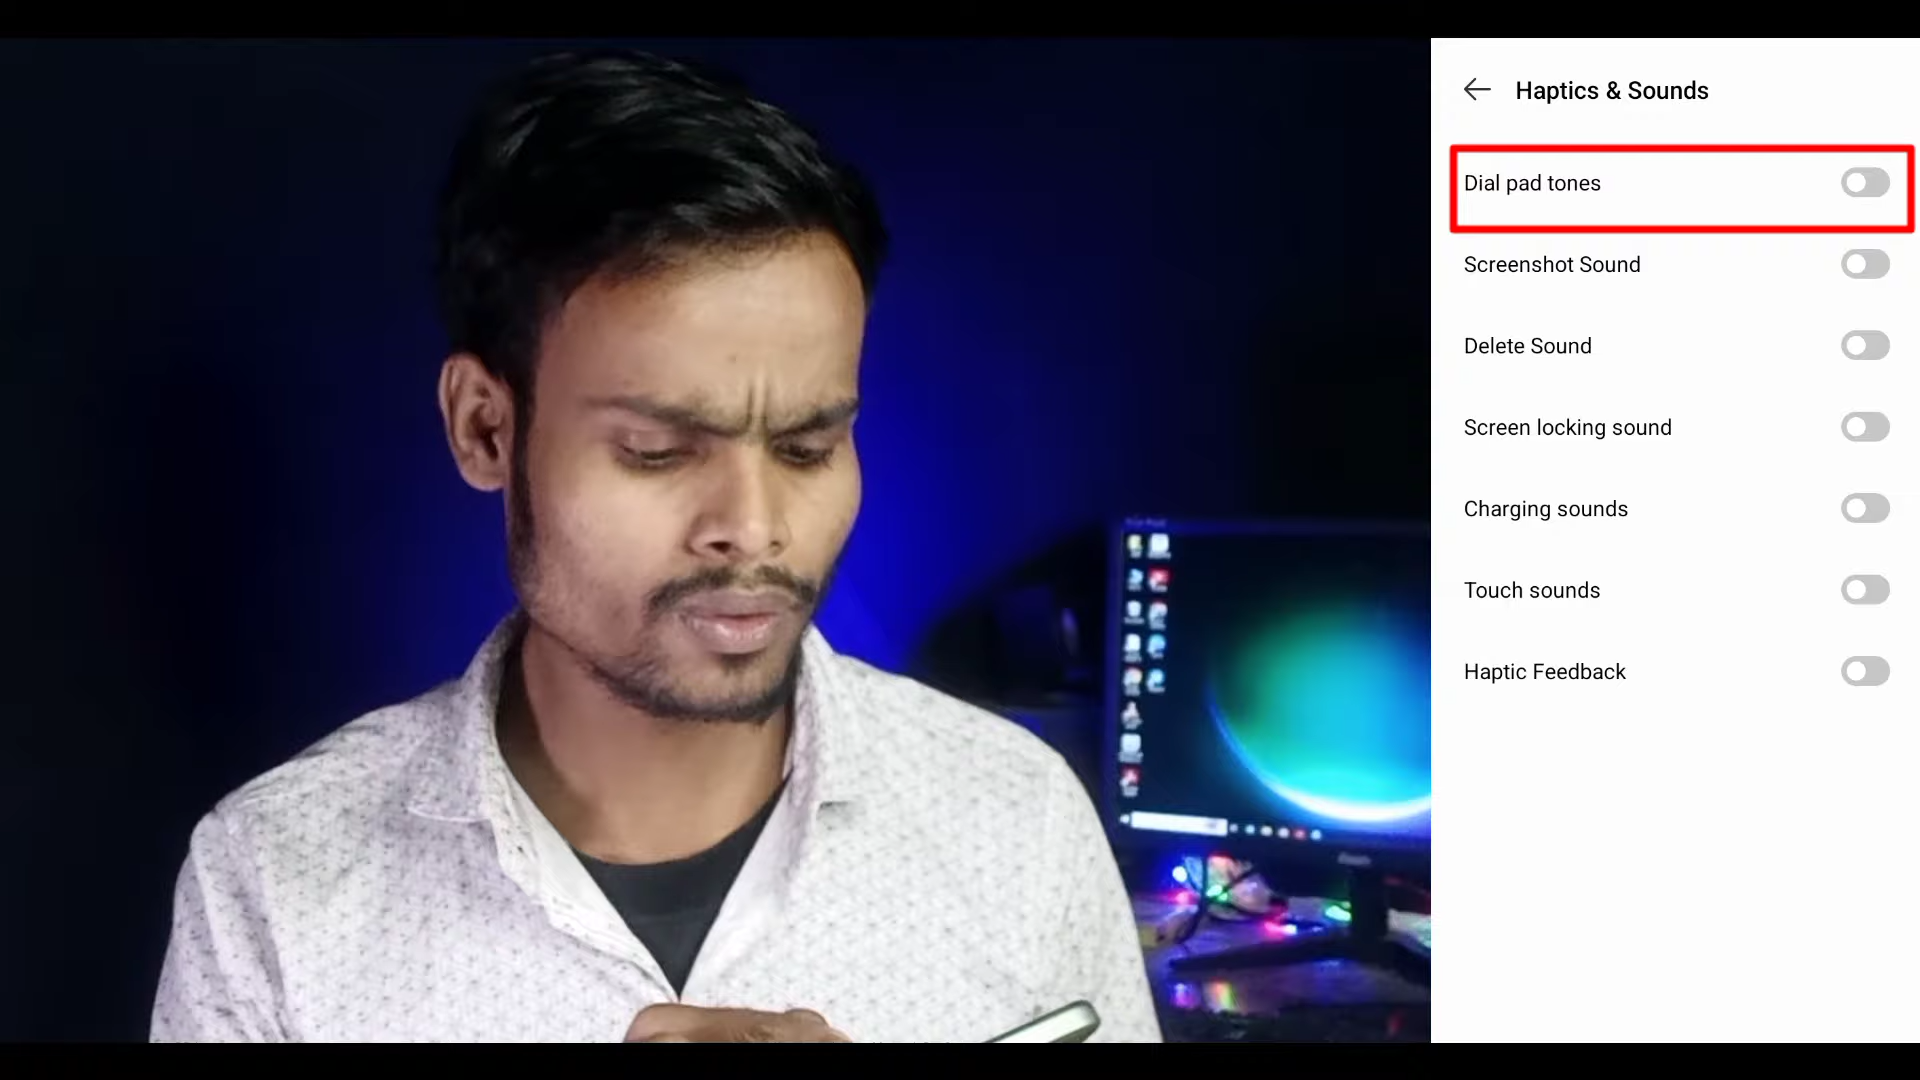 Haptics & Sounds
Dial pad tones
Screenshot Sound
Delete Sound
Screen locking sound
Charging sounds
Touch sounds
Haptic Feedback